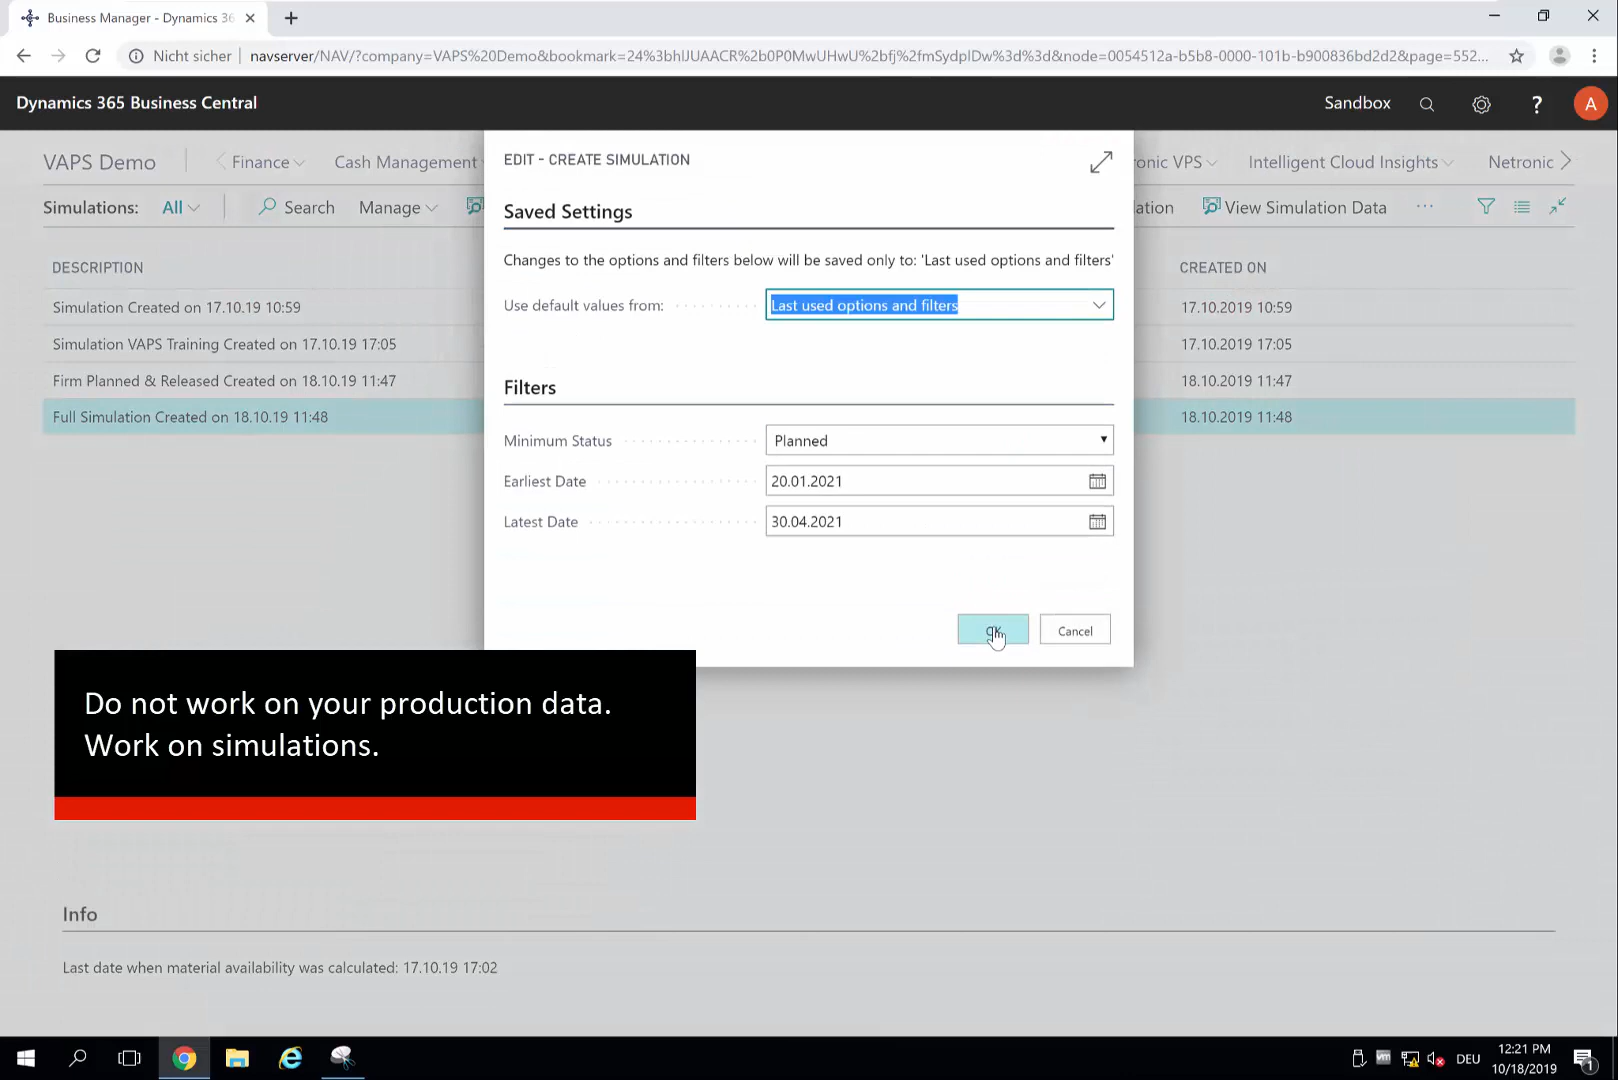 Business Manager - Dynamics 36
Nicht sicher
navserver/NAV/?company=VAPS%20Demo&bookmark=24%3bhlJUAACR%2b0P0MwUHwU%2bfj%2fmSydplDw%3d%3d&node=0054512a-b5b8-0000-101b-b900836bd2d2&page=552...
Dynamics 365 Business Central
Sandbox
?
A
VAPS Demo
Finance
Cash Management
ronic VPS
Intelligent Cloud Insights
Netronic
Simulations:
All
Search
Manage
lation
View Simulation Data
...
DESCRIPTION
CREATED ON
Simulation Created on 17.10.2019 10:59
17.10.2019 10:59
Simulation VAPS Training Created on 17.10.19 17:05
17.10.2019 17:05
Firm Planned & Released Created on 18.10.19 11:47
18.10.2019 11:47
Full Simulation Created on 18.10.19 11:48
18.10.2019 11:48
EDIT - CREATE SIMULATION
Saved Settings
Changes to the options and filters below will be saved only to: 'Last used options and filters'
Use default values from:
Last used options and filters
Filters
Minimum Status
Planned
Earliest Date
20.01.2021
Latest Date
30.04.2021
OK
Cancel
Do not work on your production data.
Work on simulations.
Info
Last date when material availability was calculated: 17.10.19 17:02
DEU
12:21 PM
10/18/2019
1